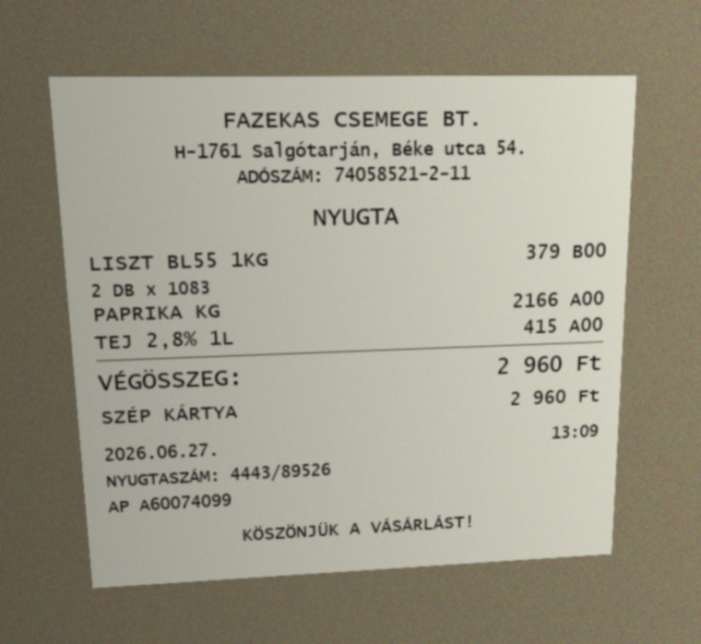 FAZEKAS CSEMEGE BT.
H-1761 Salgótarján, Béke utca 54.
ADÓSZÁM: 74058521-2-11
NYUGTA
LISZT BL55 1KG 379 B00
2 DB x 1083
PAPRIKA KG 2166 A00
TEJ 2,8% 1L 415 A00
VÉGÖSSZEG: 2 960 Ft
SZÉP KÁRTYA 2 960 Ft
2026.06.27. 13:09
NYUGTASZÁM: 4443/89526
AP A60074099
KÖSZÖNJÜK A VÁSÁRLÁST!